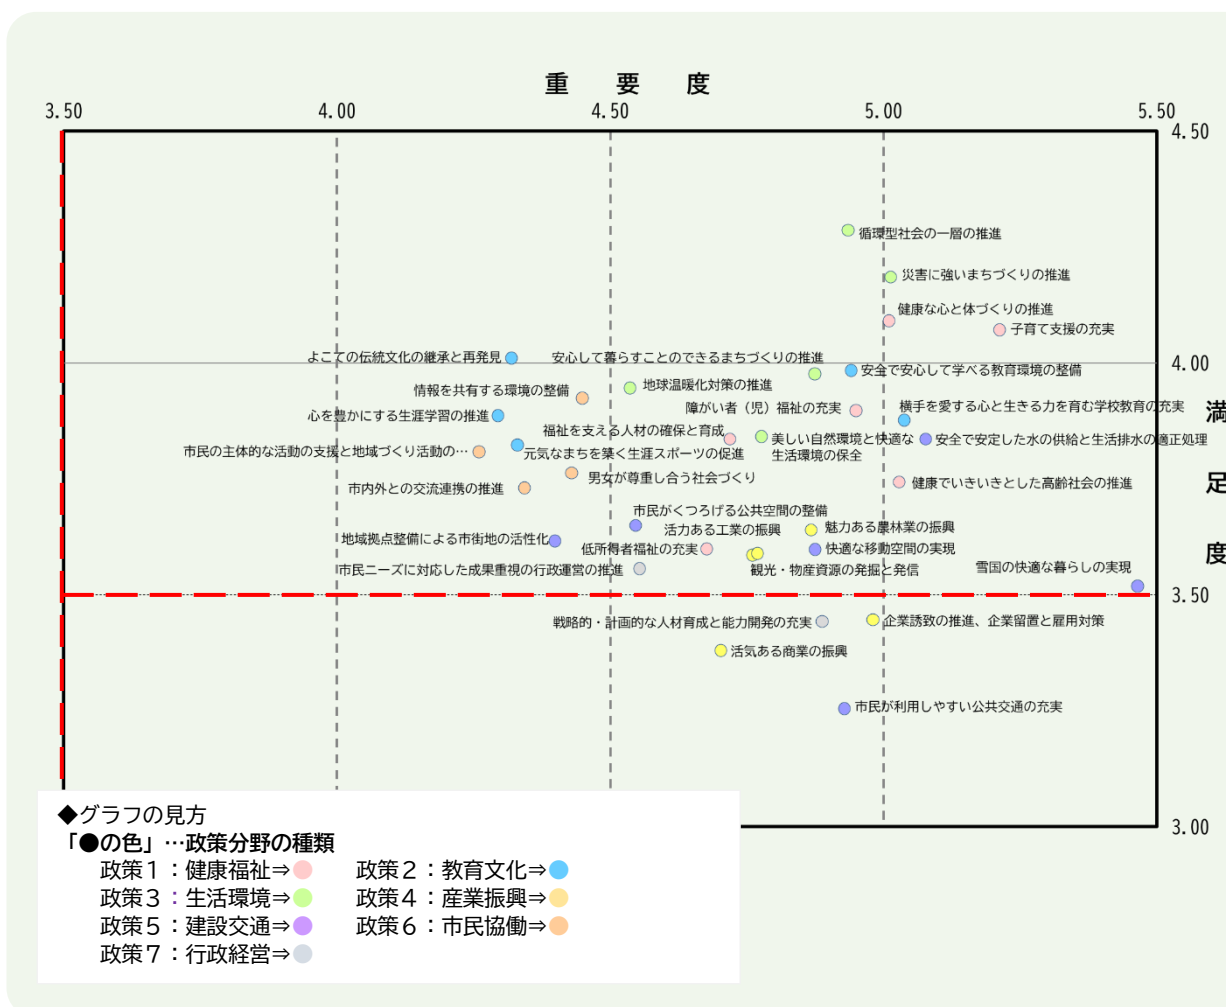 重要度
3.50 4.00 4.50 5.00 5.50
4.50
循環型社会の一層の推進
災害に強いまちづくりの推進
健康な心と体づくりの推進
子育て支援の充実
よこての伝統文化の継承と再発見
安心して暮らすことのできるまちづくりの推進
4.00
安全で安心して学べる教育環境の整備
地球温暖化対策の推進
情報を共有する環境の整備
障がい者（児）福祉の充実
横手を愛する心と生きる力を育む学校教育の充実
心を豊かにする生涯学習の推進
満足度
福祉を支える人材の確保と育成
美しい自然環境と快適な
生活環境の保全
安全で安定した水の供給と生活排水の適正処理
市民の主体的な活動の支援と地域づくり活動の…
元気なまちを築く生涯スポーツの促進
男女が尊重し合う社会づくり
健康でいきいきとした高齢社会の推進
市内外との交流連携の推進
市民がくつろげる公共空間の整備
活力ある工業の振興
魅力ある農林業の振興
地域拠点整備による市街地の活性化
低所得者福祉の充実
快適な移動空間の実現
市民ニーズに対応した成果重視の行政運営の推進
観光・物産資源の発掘と発信
雪国の快適な暮らしの実現
3.50
戦略的・計画的な人材育成と能力開発の充実
企業誘致の推進、企業留置と雇用対策
活気ある商業の振興
市民が利用しやすい公共交通の充実
3.00
◆グラフの見方
「●の色」…政策分野の種類
政策１：健康福祉⇒ 政策２：教育文化⇒
政策３：生活環境⇒ 政策４：産業振興⇒
政策５：建設交通⇒ 政策６：市民協働⇒
政策７：行政経営⇒